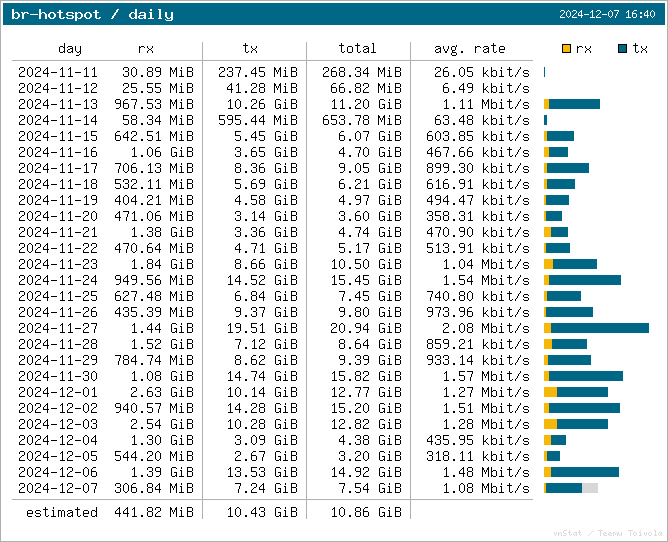 br-hotspot / daily 2024-12-07 16:40
day rx tx total avg. rate rx tx
2024-11-11 30.89 MiB 237.45 MiB 268.34 MiB 26.05 kbit/s
2024-11-12 25.55 MiB 41.28 MiB 66.82 MiB 6.49 kbit/s
2024-11-13 967.53 MiB 10.26 GiB 11.20 GiB 1.11 Mbit/s
2024-11-14 58.34 MiB 595.44 MiB 653.78 MiB 63.48 kbit/s
2024-11-15 642.51 MiB 5.45 GiB 6.07 GiB 603.85 kbit/s
2024-11-16 1.06 GiB 3.65 GiB 4.70 GiB 467.66 kbit/s
2024-11-17 706.13 MiB 8.36 GiB 9.05 GiB 899.30 kbit/s
2024-11-18 532.11 MiB 5.69 GiB 6.21 GiB 616.91 kbit/s
2024-11-19 404.21 MiB 4.58 GiB 4.97 GiB 494.47 kbit/s
2024-11-20 471.06 MiB 3.14 GiB 3.60 GiB 358.31 kbit/s
2024-11-21 1.38 GiB 3.36 GiB 4.74 GiB 470.90 kbit/s
2024-11-22 470.64 MiB 4.71 GiB 5.17 GiB 513.91 kbit/s
2024-11-23 1.84 GiB 8.66 GiB 10.50 GiB 1.04 Mbit/s
2024-11-24 949.56 MiB 14.52 GiB 15.45 GiB 1.54 Mbit/s
2024-11-25 627.48 MiB 6.84 GiB 7.45 GiB 740.80 kbit/s
2024-11-26 435.39 MiB 9.37 GiB 9.80 GiB 973.96 kbit/s
2024-11-27 1.44 GiB 19.51 GiB 20.94 GiB 2.08 Mbit/s
2024-11-28 1.52 GiB 7.12 GiB 8.64 GiB 859.21 kbit/s
2024-11-29 784.74 MiB 8.62 GiB 9.39 GiB 933.14 kbit/s
2024-11-30 1.08 GiB 14.74 GiB 15.82 GiB 1.57 Mbit/s
2024-12-01 2.63 GiB 10.14 GiB 12.77 GiB 1.27 Mbit/s
2024-12-02 940.57 MiB 14.28 GiB 15.20 GiB 1.51 Mbit/s
2024-12-03 2.54 GiB 10.28 GiB 12.82 GiB 1.28 Mbit/s
2024-12-04 1.30 GiB 3.09 GiB 4.38 GiB 435.95 kbit/s
2024-12-05 544.20 MiB 2.67 GiB 3.20 GiB 318.11 kbit/s
2024-12-06 1.39 GiB 13.53 GiB 14.92 GiB 1.48 Mbit/s
2024-12-07 306.84 MiB 7.24 GiB 7.54 GiB 1.08 Mbit/s
estimated 441.82 MiB 10.43 GiB 10.86 GiB
vnStat / Teemu Toivola